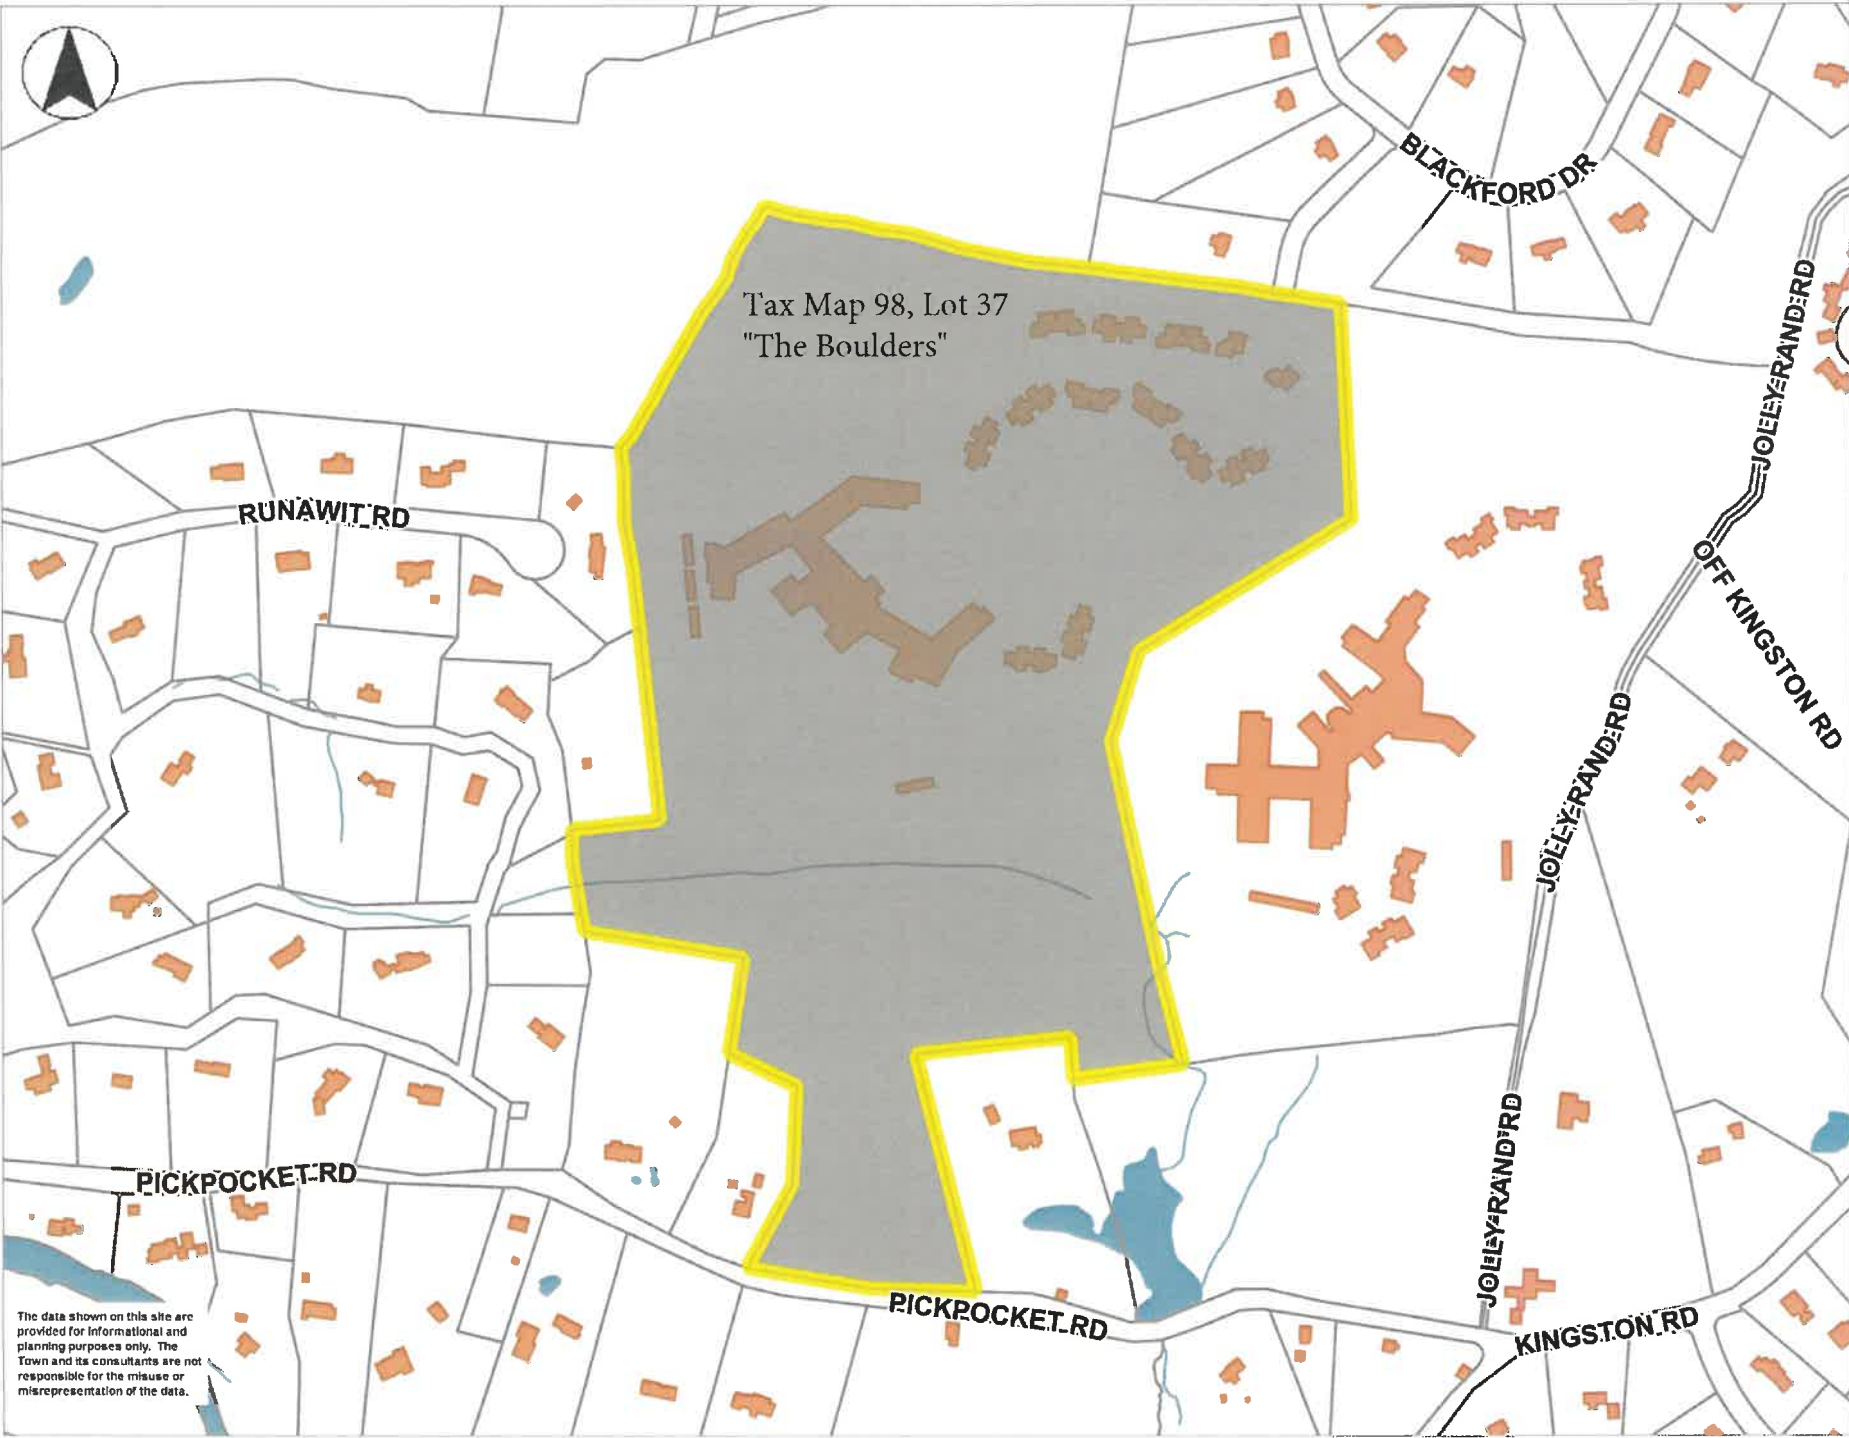 BLACKFORD DR
Tax Map 98, Lot 37
"The Boulders"
JOLLY RAND RD
RUNAWIT RD
OFF KINGSTON RD
JOLLY RAND RD
PICKPOCKET RD
JOLLY RAND RD
PICKPOCKET RD
KINGSTON RD
The data shown on this site are
provided for informational and
planning purposes only. The
Town and its consultants are not
responsible for the misuse or
misrepresentation of the data.